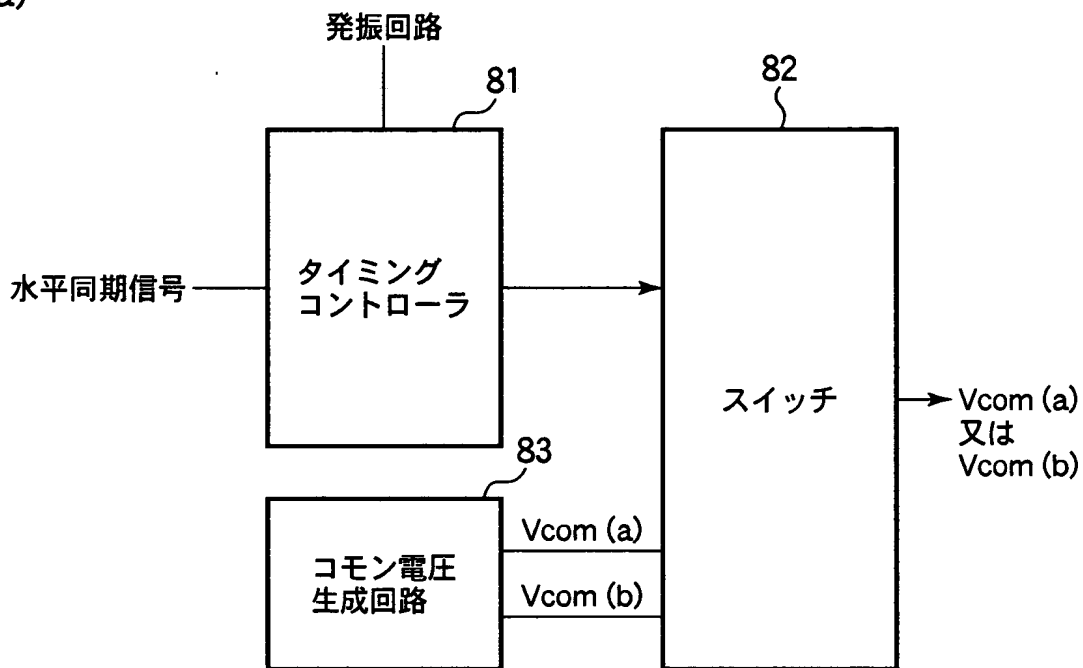 発振回路
81
82
水平同期信号
タイミング
コントローラ
スイッチ
Vcom (a)
又は
Vcom (b)
83
コモン電圧
生成回路
Vcom (a)
Vcom (b)